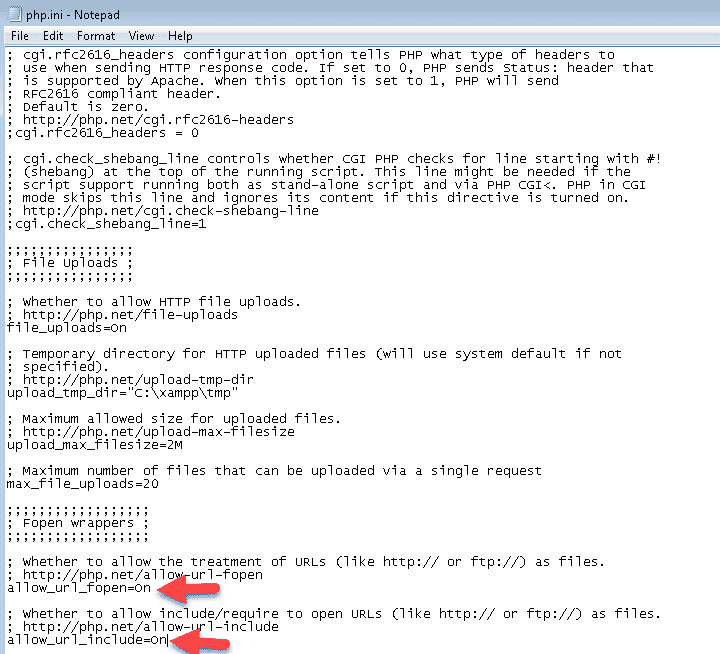 php.ini - Notepad
File Edit Format View Help
; cgi.rfc2616_headers configuration option tells PHP what type of headers to
; use when sending HTTP response code. If set to 0, PHP sends Status: header that
; is supported by Apache. When this option is set to 1, PHP will send
; RFC2616 compliant header.
; Default is zero.
; http://php.net/cgi.rfc2616-headers
;cgi.rfc2616_headers = 0
; cgi.check_shebang_line controls whether CGI PHP checks for line starting with #!
; (shebang) at the top of the running script. This line might be needed if the
; script support running both as stand-alone script and via PHP CGI<. PHP in CGI
; mode skips this line and ignores its content if this directive is turned on.
; http://php.net/cgi.check-shebang-line
;cgi.check_shebang_line=1
;;;;;;;;;;;;;;;;
; File Uploads ;
;;;;;;;;;;;;;;;;
; Whether to allow HTTP file uploads.
; http://php.net/file-uploads
file_uploads=On
; Temporary directory for HTTP uploaded files (will use system default if not
; specified).
; http://php.net/upload-tmp-dir
upload_tmp_dir="C:\xampp\tmp"
; Maximum allowed size for uploaded files.
; http://php.net/upload-max-filesize
upload_max_filesize=2M
; Maximum number of files that can be uploaded via a single request
max_file_uploads=20
;;;;;;;;;;;;;;;;;;
; Fopen wrappers ;
;;;;;;;;;;;;;;;;;;
; Whether to allow the treatment of URLs (like http:// or ftp://) as files.
; http://php.net/allow-url-fopen
allow_url_fopen=On
; Whether to allow include/require to open URLs (like http:// or ftp://) as files.
; http://php.net/allow-url-include
allow_url_include=On